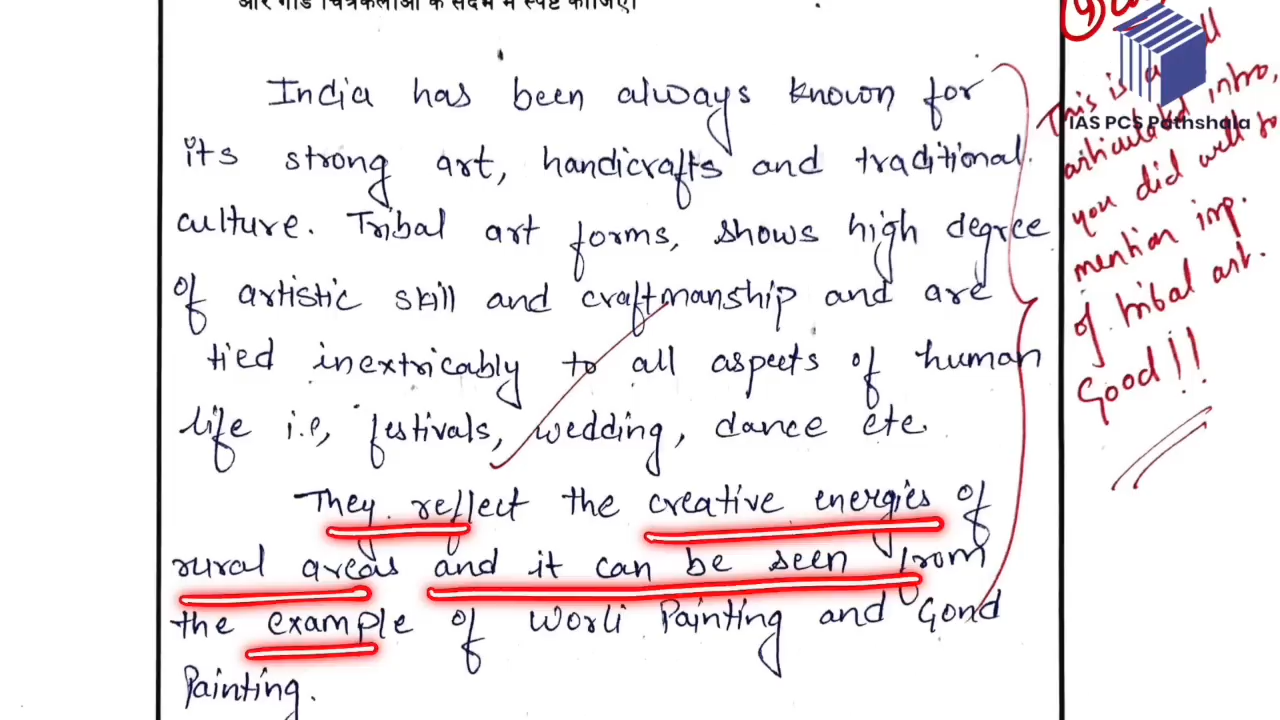 और गोंड चित्रकलाओं के संदर्भ में स्पष्ट कीजिए।
India has been always known for
its strong art, handicrafts and traditional
culture. Tribal art forms, shows high degree
of artistic skill and craftmanship and are
tied inextricably to all aspects of human
life i.e, festivals, wedding, dance etc
They reflect the creative energies of
rural areas and it can be seen from
the example of Worli Painting and Gond
Painting.
This is a
articulated intro,
you did well to
mention imp.
of tribal art.
Good!!
IAS PCS Pathshala